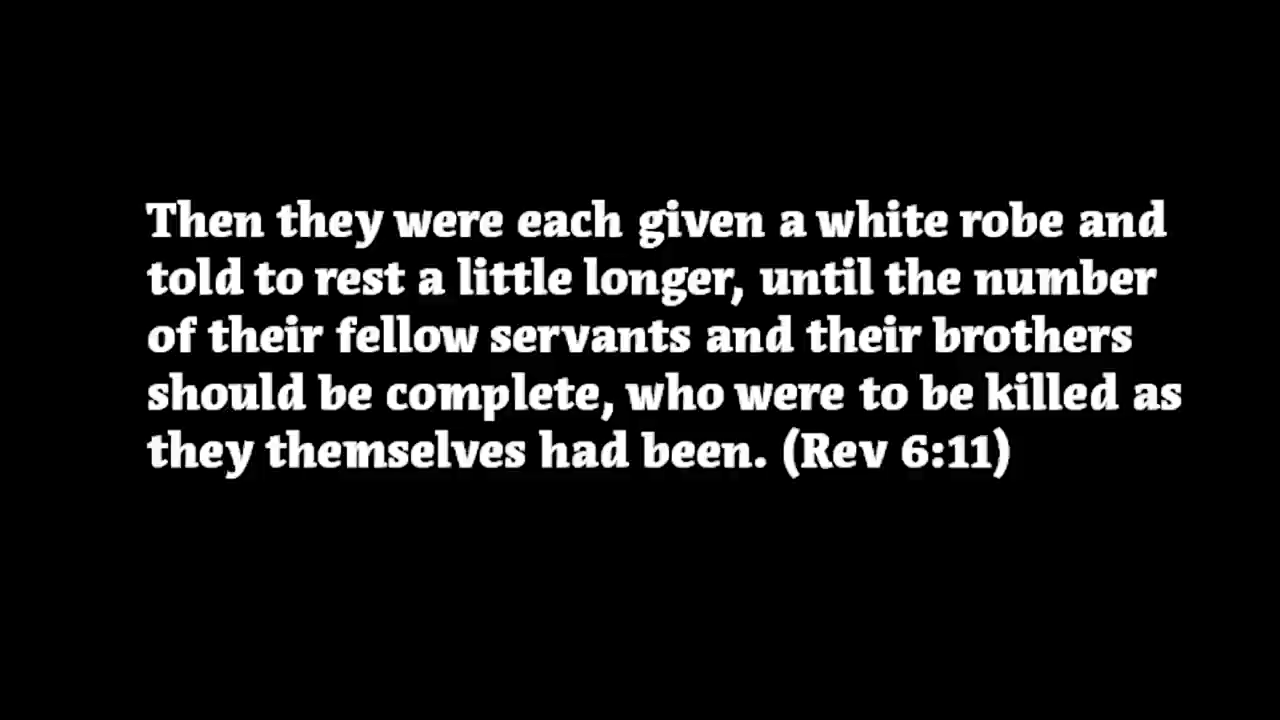 Then they were each given a white robe and
told to rest a little longer, until the number
of their fellow servants and their brothers
should be complete, who were to be killed as
they themselves had been. (Rev 6:11)